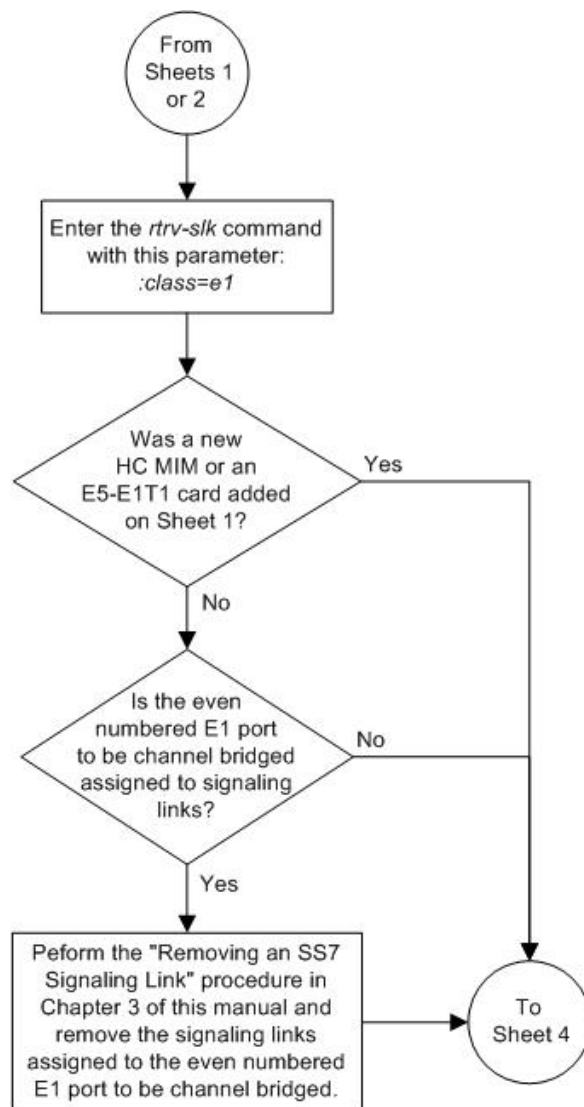 From
Sheets 1
or 2
Enter the rtrv-slk command
with this parameter:
:class=e1
Was a new
HC MIM or an
E5-E1T1 card added
on Sheet 1?
Yes
No
Is the even
numbered E1 port
to be channel bridged
assigned to signaling
links?
No
Yes
Peform the "Removing an SS7
Signaling Link" procedure in
Chapter 3 of this manual and
remove the signaling links
assigned to the even numbered
E1 port to be channel bridged.
To
Sheet 4